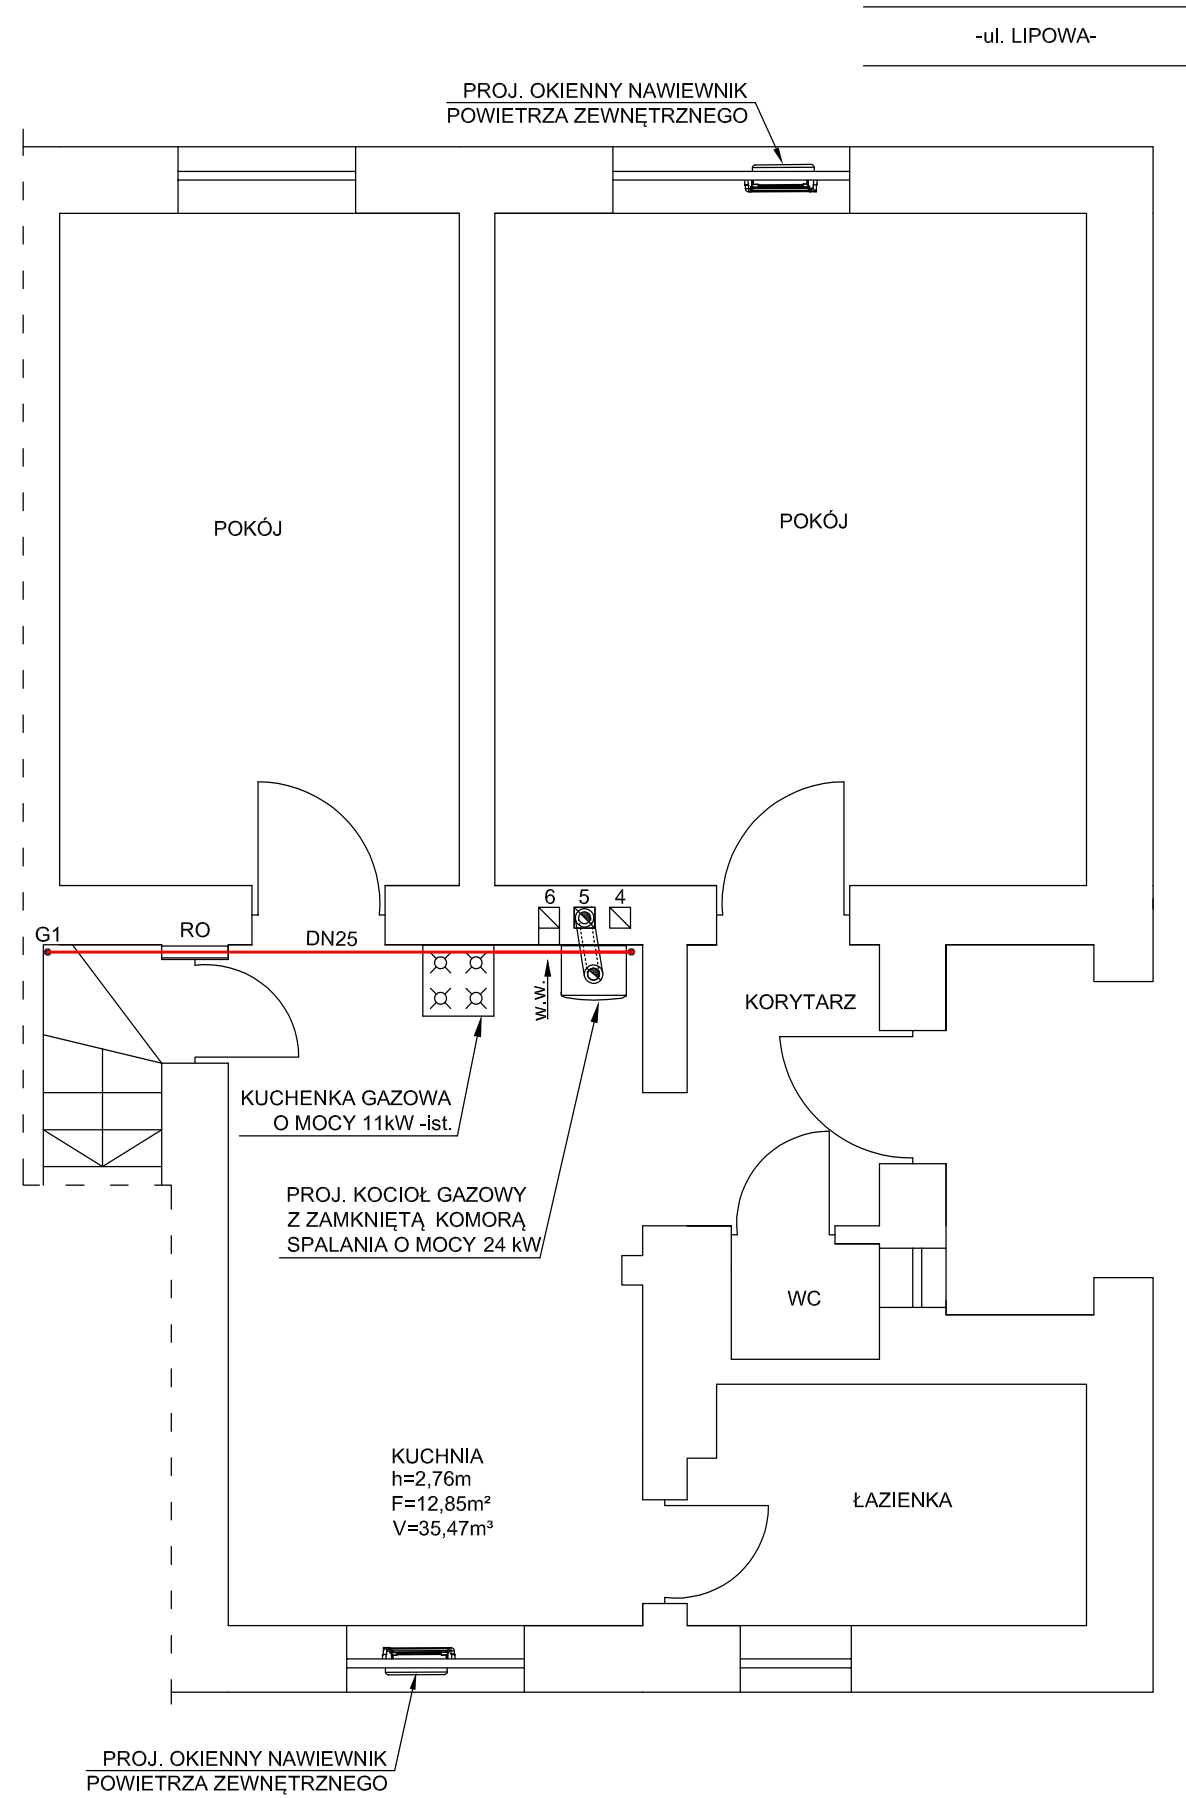 -ul. LIPOWA-
PROJ. OKIENNY NAWIEWNIK
POWIETRZA ZEWNĘTRZNEGO
POKÓJ
POKÓJ
6
5
4
G1
RO
DN25
w.w.
KORYTARZ
KUCHENKA GAZOWA
O MOCY 11kW -ist.
PROJ. KOCIOŁ GAZOWY
Z ZAMKNIĘTĄ KOMORĄ
SPALANIA O MOCY 24 kW
WC
KUCHNIA
h=2,76m
F=12,85m²
V=35,47m³
ŁAZIENKA
PROJ. OKIENNY NAWIEWNIK
POWIETRZA ZEWNĘTRZNEGO